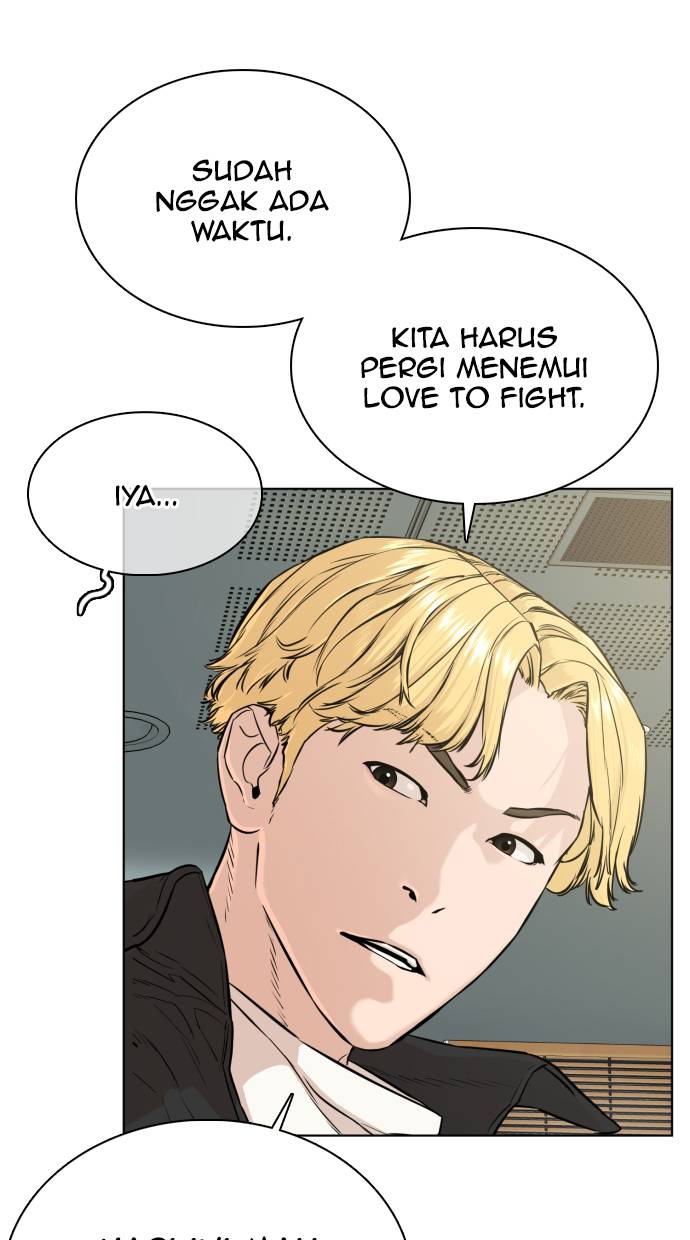 SUDAH
NGGAK ADA
WAKTU.
KITA HARUS
PERGI MENEMUI
LOVE TO FIGHT.
IYA...